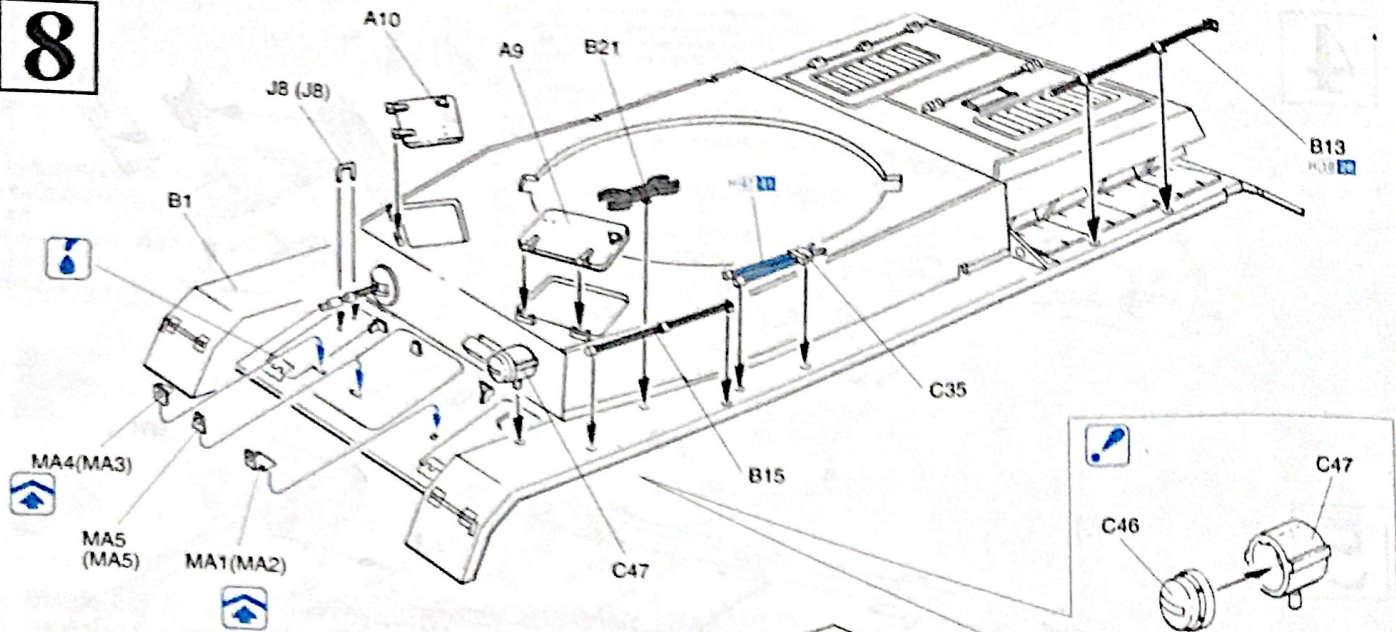 8
A10
A9
B21
J8 (J8)
B1
B13
C35
B15
MA4(MA3)
MA5
(MA5)
MA1(MA2)
C47
C47
C46